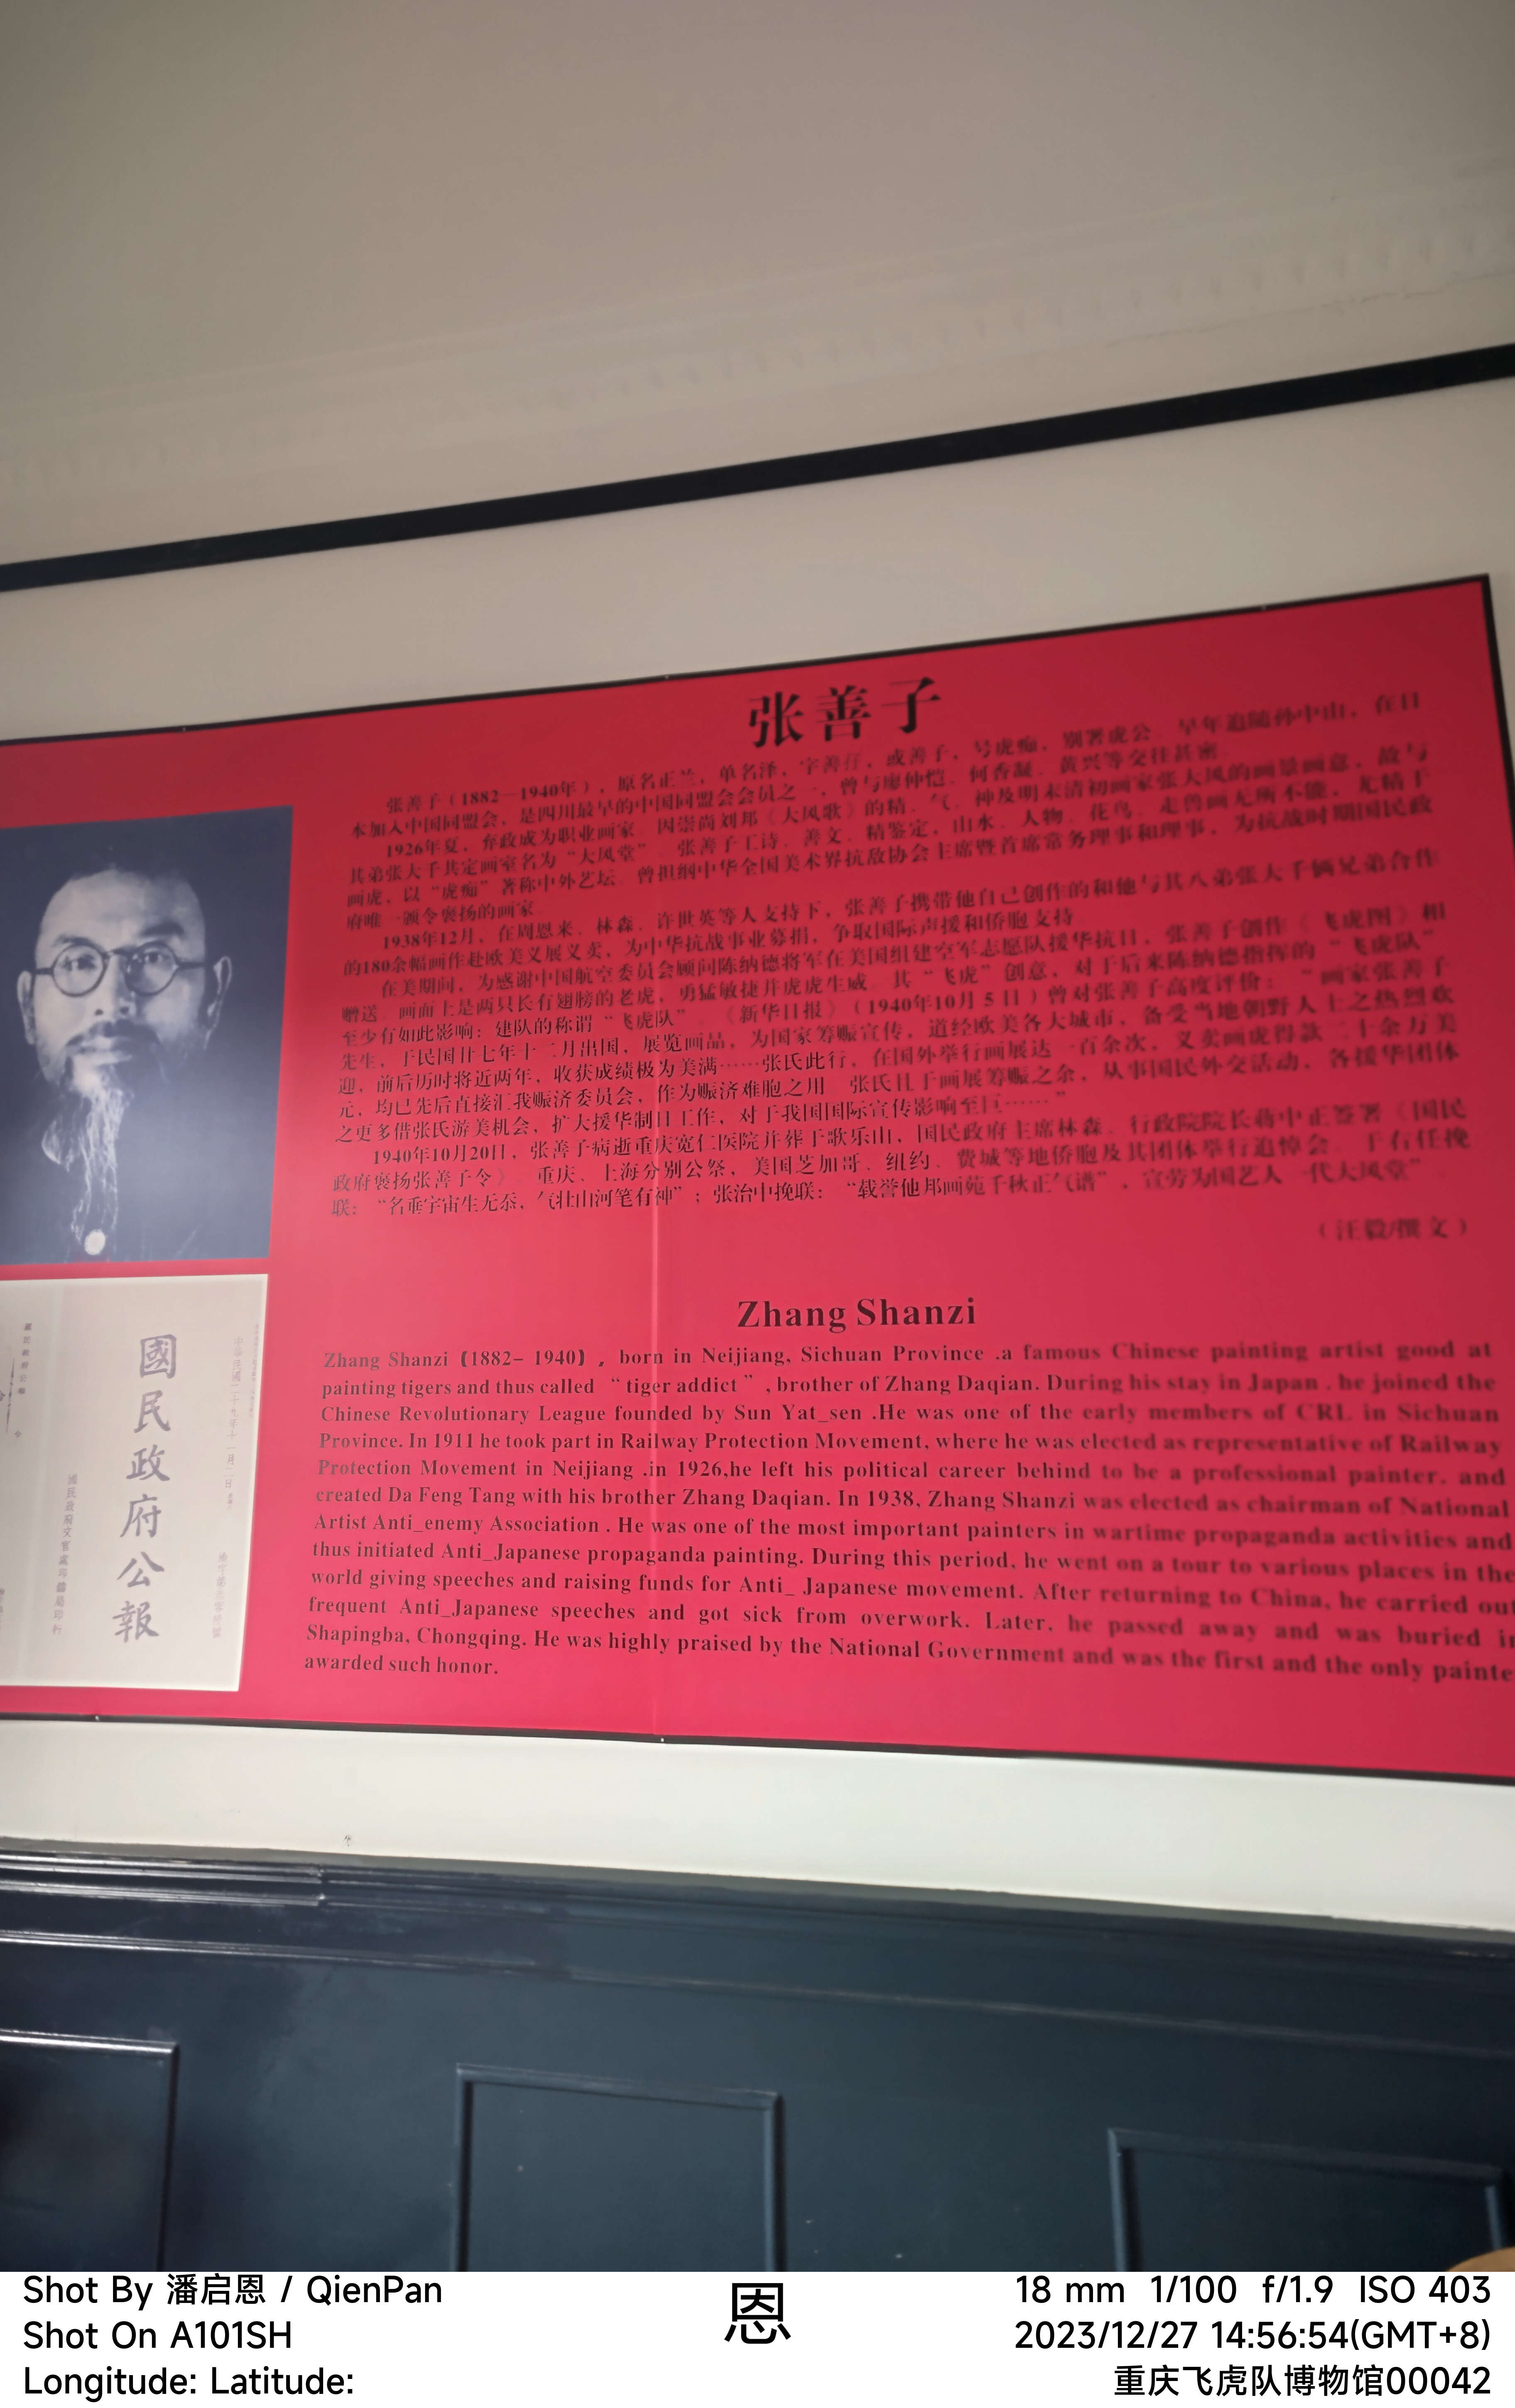 张善子
张善子（1882—1940年），原名正兰，单名泽，字善孖，或善子，号虎痴，别署虎公。早年追随孙中山，在日
本加入中国同盟会，是四川最早的中国同盟会会员之一，曾与廖仲恺、何香凝、黄兴等交往甚密。
1926年夏，弃政成为职业画家。因崇尚刘邦《大风歌》的精、气、神及明末清初画家张大风的画景画意，故与
其弟张大千共定画室名为“大风堂”。张善子工诗、善文、精鉴定，山水、人物、花鸟、走兽画无所不能，尤精于
画虎，以“虎痴”著称中外艺坛。曾担纲中华全国美术界抗敌协会主席暨首席常务理事和理事，为抗战时期国民政
府唯一颁令褒扬的画家。
1938年12月，在周恩来、林森、许世英等人支持下，张善子携带他自己创作的和他与其八弟张大千俩兄弟合作
的180余幅画作赴欧美义展义卖，为中华抗战事业募捐，争取国际声援和侨胞支持。
在美期间，为感谢中国航空委员会顾问陈纳德将军在美国组建空军志愿队援华抗日，张善子创作《飞虎图》相
赠送。画面上是两只长有翅膀的老虎，勇猛敏捷并虎虎生威。其“飞虎”创意，对于后来陈纳德指挥的“飞虎队”
至少有如此影响：建队的称谓“飞虎队”。《新华日报》（1940年10月5日）曾对张善子高度评价：“画家张善子
先生，于民国廿七年十二月出国，展览画品，为国家筹赈宣传，道经欧美各大城市，备受当地朝野人士之热烈欢
迎，前后历时将近两年，收获成绩极为美满……张氏此行，在国外举行画展达一百余次，义卖画虎得款二十余万美
元，均已先后直接汇我赈济委员会，作为赈济难胞之用。张氏且于画展筹赈之余，从事国民外交活动，各援华团体
之更多借张氏游美机会，扩大援华制日工作，对于我国国际宣传影响至巨……”
1940年10月20日，张善子病逝重庆宽仁医院并葬于歌乐山，国民政府主席林森、行政院院长蒋中正签署《国民
政府褒扬张善子令》。重庆、上海分别公祭，美国芝加哥、纽约、费城等地侨胞及其团体举行追悼会。于右任挽
联：“名垂宇宙生无忝，气壮山河笔有神”；张治中挽联：“载誉他邦画苑千秋正气谱”，宣劳为国艺人一代大风堂”
（汪毅/撰文）
Zhang Shanzi
Zhang Shanzi (1882– 1940) , born in Neijiang, Sichuan Province .a famous Chinese painting artist good at
painting tigers and thus called “ tiger addict ” , brother of Zhang Daqian. During his stay in Japan . he joined the
Chinese Revolutionary League founded by Sun Yat_sen .He was one of the early members of CRL in Sichuan
Province. In 1911 he took part in Railway Protection Movement, where he was elected as representative of Railway
Protection Movement in Neijiang .in 1926,he left his political career behind to be a professional painter, and
created Da Feng Tang with his brother Zhang Daqian. In 1938, Zhang Shanzi was elected as chairman of National
Artist Anti_enemy Association . He was one of the most important painters in wartime propaganda activities and
thus initiated Anti_Japanese propaganda painting. During this period, he went on a tour to various places in the
world giving speeches and raising funds for Anti_ Japanese movement. After returning to China, he carried out
frequent Anti_Japanese speeches and got sick from overwork. Later, he passed away and was buried in
Shapingba, Chongqing. He was highly praised by the National Government and was the first and the only painte
awarded such honor.
國民政府公報
Shot By 潘启恩 / QienPan
Shot On A101SH
Longitude: Latitude:
恩
18 mm 1/100 f/1.9 ISO 403
2023/12/27 14:56:54(GMT+8)
重庆飞虎队博物馆00042